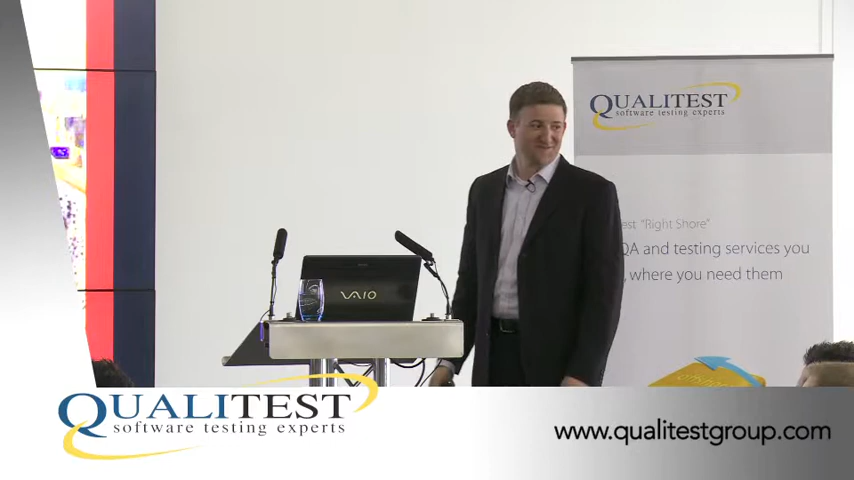 QUALITEST
software testing experts
est "Right Shore"
QA and testing services you
, where you need them
VAIO
QUALITEST
software testing experts
www.qualitestgroup.com